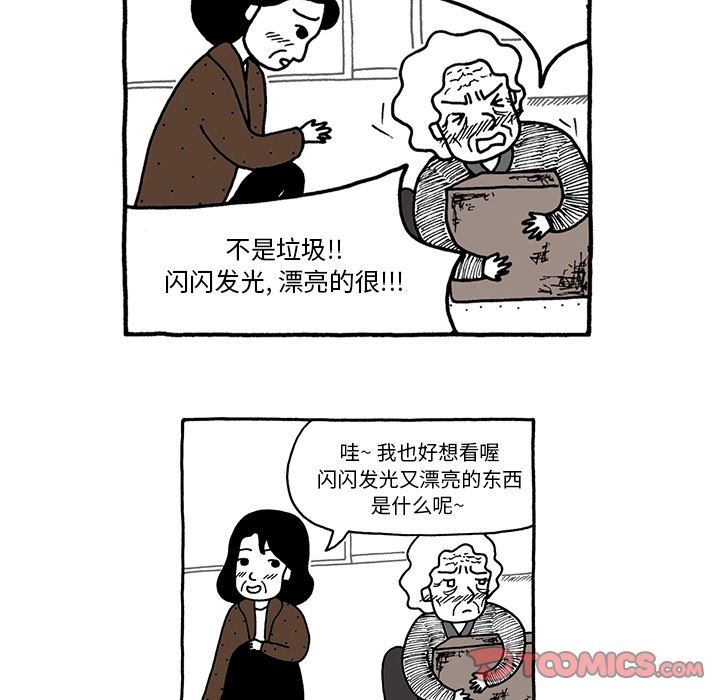 不是垃圾!!
闪闪发光, 漂亮的很!!!
哇~ 我也好想看喔
闪闪发光又漂亮的东西
是什么呢~
TOOMICS.COM